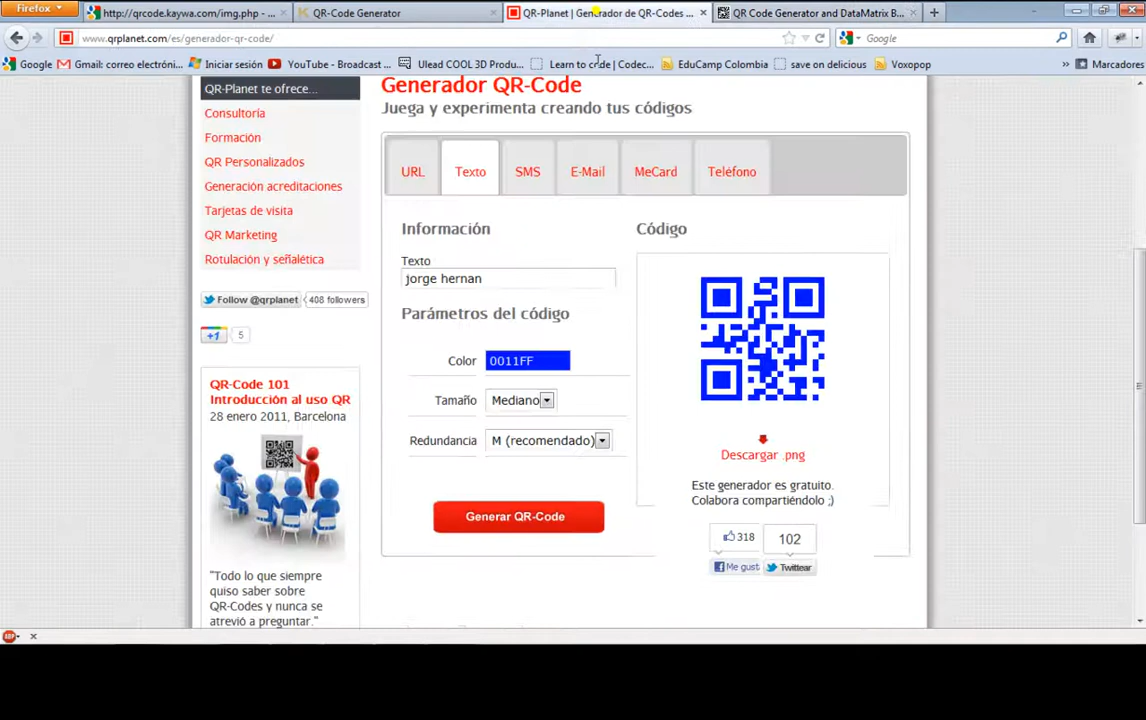 Firefox
http://qrcode.kaywa.com/img.php - ...
QR-Code Generator
QR-Planet | Generador de QR-Codes ...
QR Code Generator and DataMatrix B...
www.qrplanet.com/es/generador-qr-code/
Google
Google
Gmail: correo electróni...
Iniciar sesión
YouTube - Broadcast ...
Ulead COOL 3D Produ...
Learn to code | Codec...
EduCamp Colombia
save on delicious
Voxopop
»
Marcadores
QR-Planet te ofrece...
Consultoría
Formación
QR Personalizados
Generación acreditaciones
Tarjetas de visita
QR Marketing
Rotulación y señalética
Follow @qrplanet
408 followers
+1
5
QR-Code 101
Introducción al uso QR
28 enero 2011, Barcelona
"Todo lo que siempre
quiso saber sobre
QR-Codes y nunca se
atrevió a preguntar."
Generador QR-Code
Juega y experimenta creando tus códigos
URL
Texto
SMS
E-Mail
MeCard
Teléfono
Información
Texto
jorge hernan
Parámetros del código
Color
0011FF
Tamaño
Mediano
Redundancia
M (recomendado)
Generar QR-Code
Código
Descargar .png
Este generador es gratuito.
Colabora compartiéndolo ;)
318
102
Me gust
Twittear
ABP